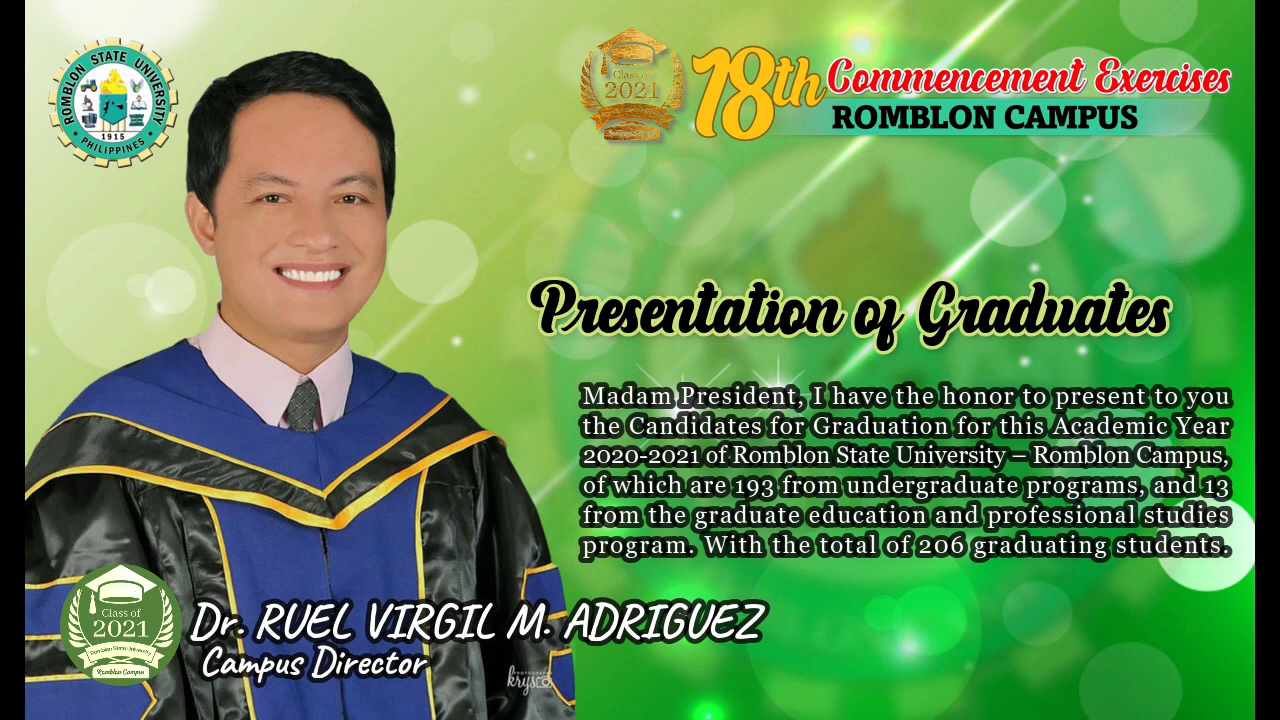 ROMBLON STATE UNIVERSITY
1915
PHILIPPINES
Class of
2021
Romblon Campus
18th Commencement Exercises
ROMBLON CAMPUS
Presentation of Graduates
Madam President, I have the honor to present to you
the Candidates for Graduation for this Academic Year
2020-2021 of Romblon State University – Romblon Campus,
of which are 193 from undergraduate programs, and 13
from the graduate education and professional studies
program. With the total of 206 graduating students.
Class of
2021
Romblon State University
Romblon Campus
Dr. RUEL VIRGIL M. ADRIGUEZ
Campus Director
krysco